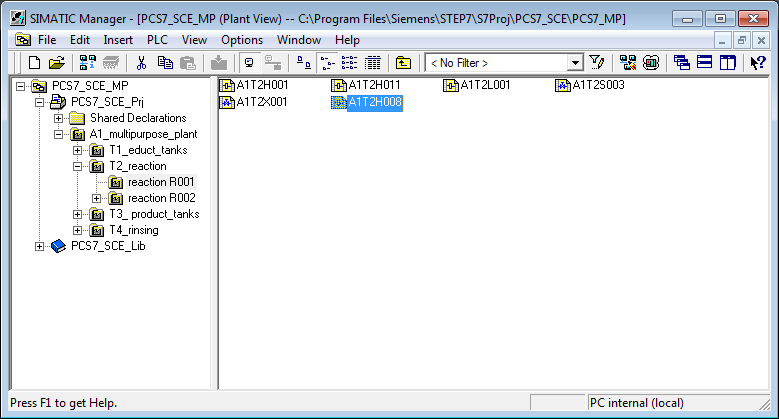 SIMATIC Manager - [PCS7_SCE_MP (Plant View) -- C:\Program Files\Siemens\STEP7\S7Proj\PCS7_SCE\PCS7_MP]
File Edit Insert PLC View Options Window Help
< No Filter >
PCS7_SCE_MP
PCS7_SCE_Prj
Shared Declarations
A1_multipurpose_plant
T1_educt_tanks
T2_reaction
reaction R001
reaction R002
T3_ product_tanks
T4_rinsing
PCS7_SCE_Lib
A1T2H001 A1T2H011 A1T2L001 A1T2S003
A1T2X001 A1T2H008
Press F1 to get Help. PC internal (local)